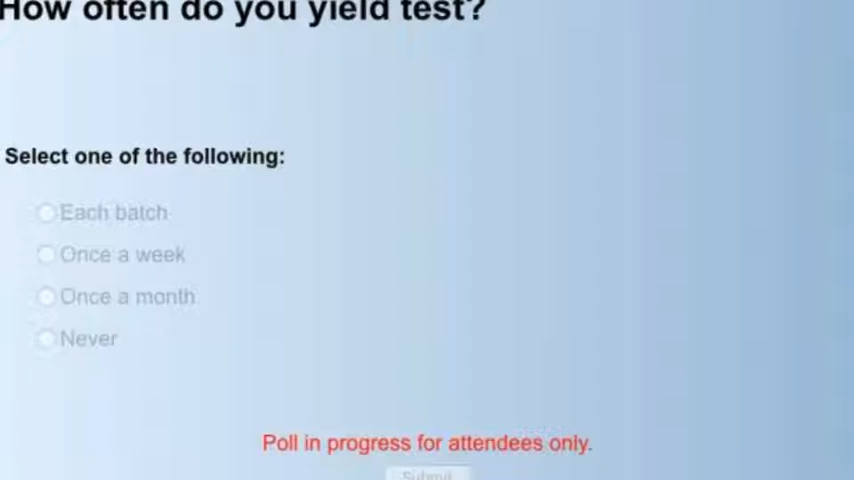 How often do you yield test?
Select one of the following:
Each batch
Once a week
Once a month
Never
Poll in progress for attendees only.
Submit